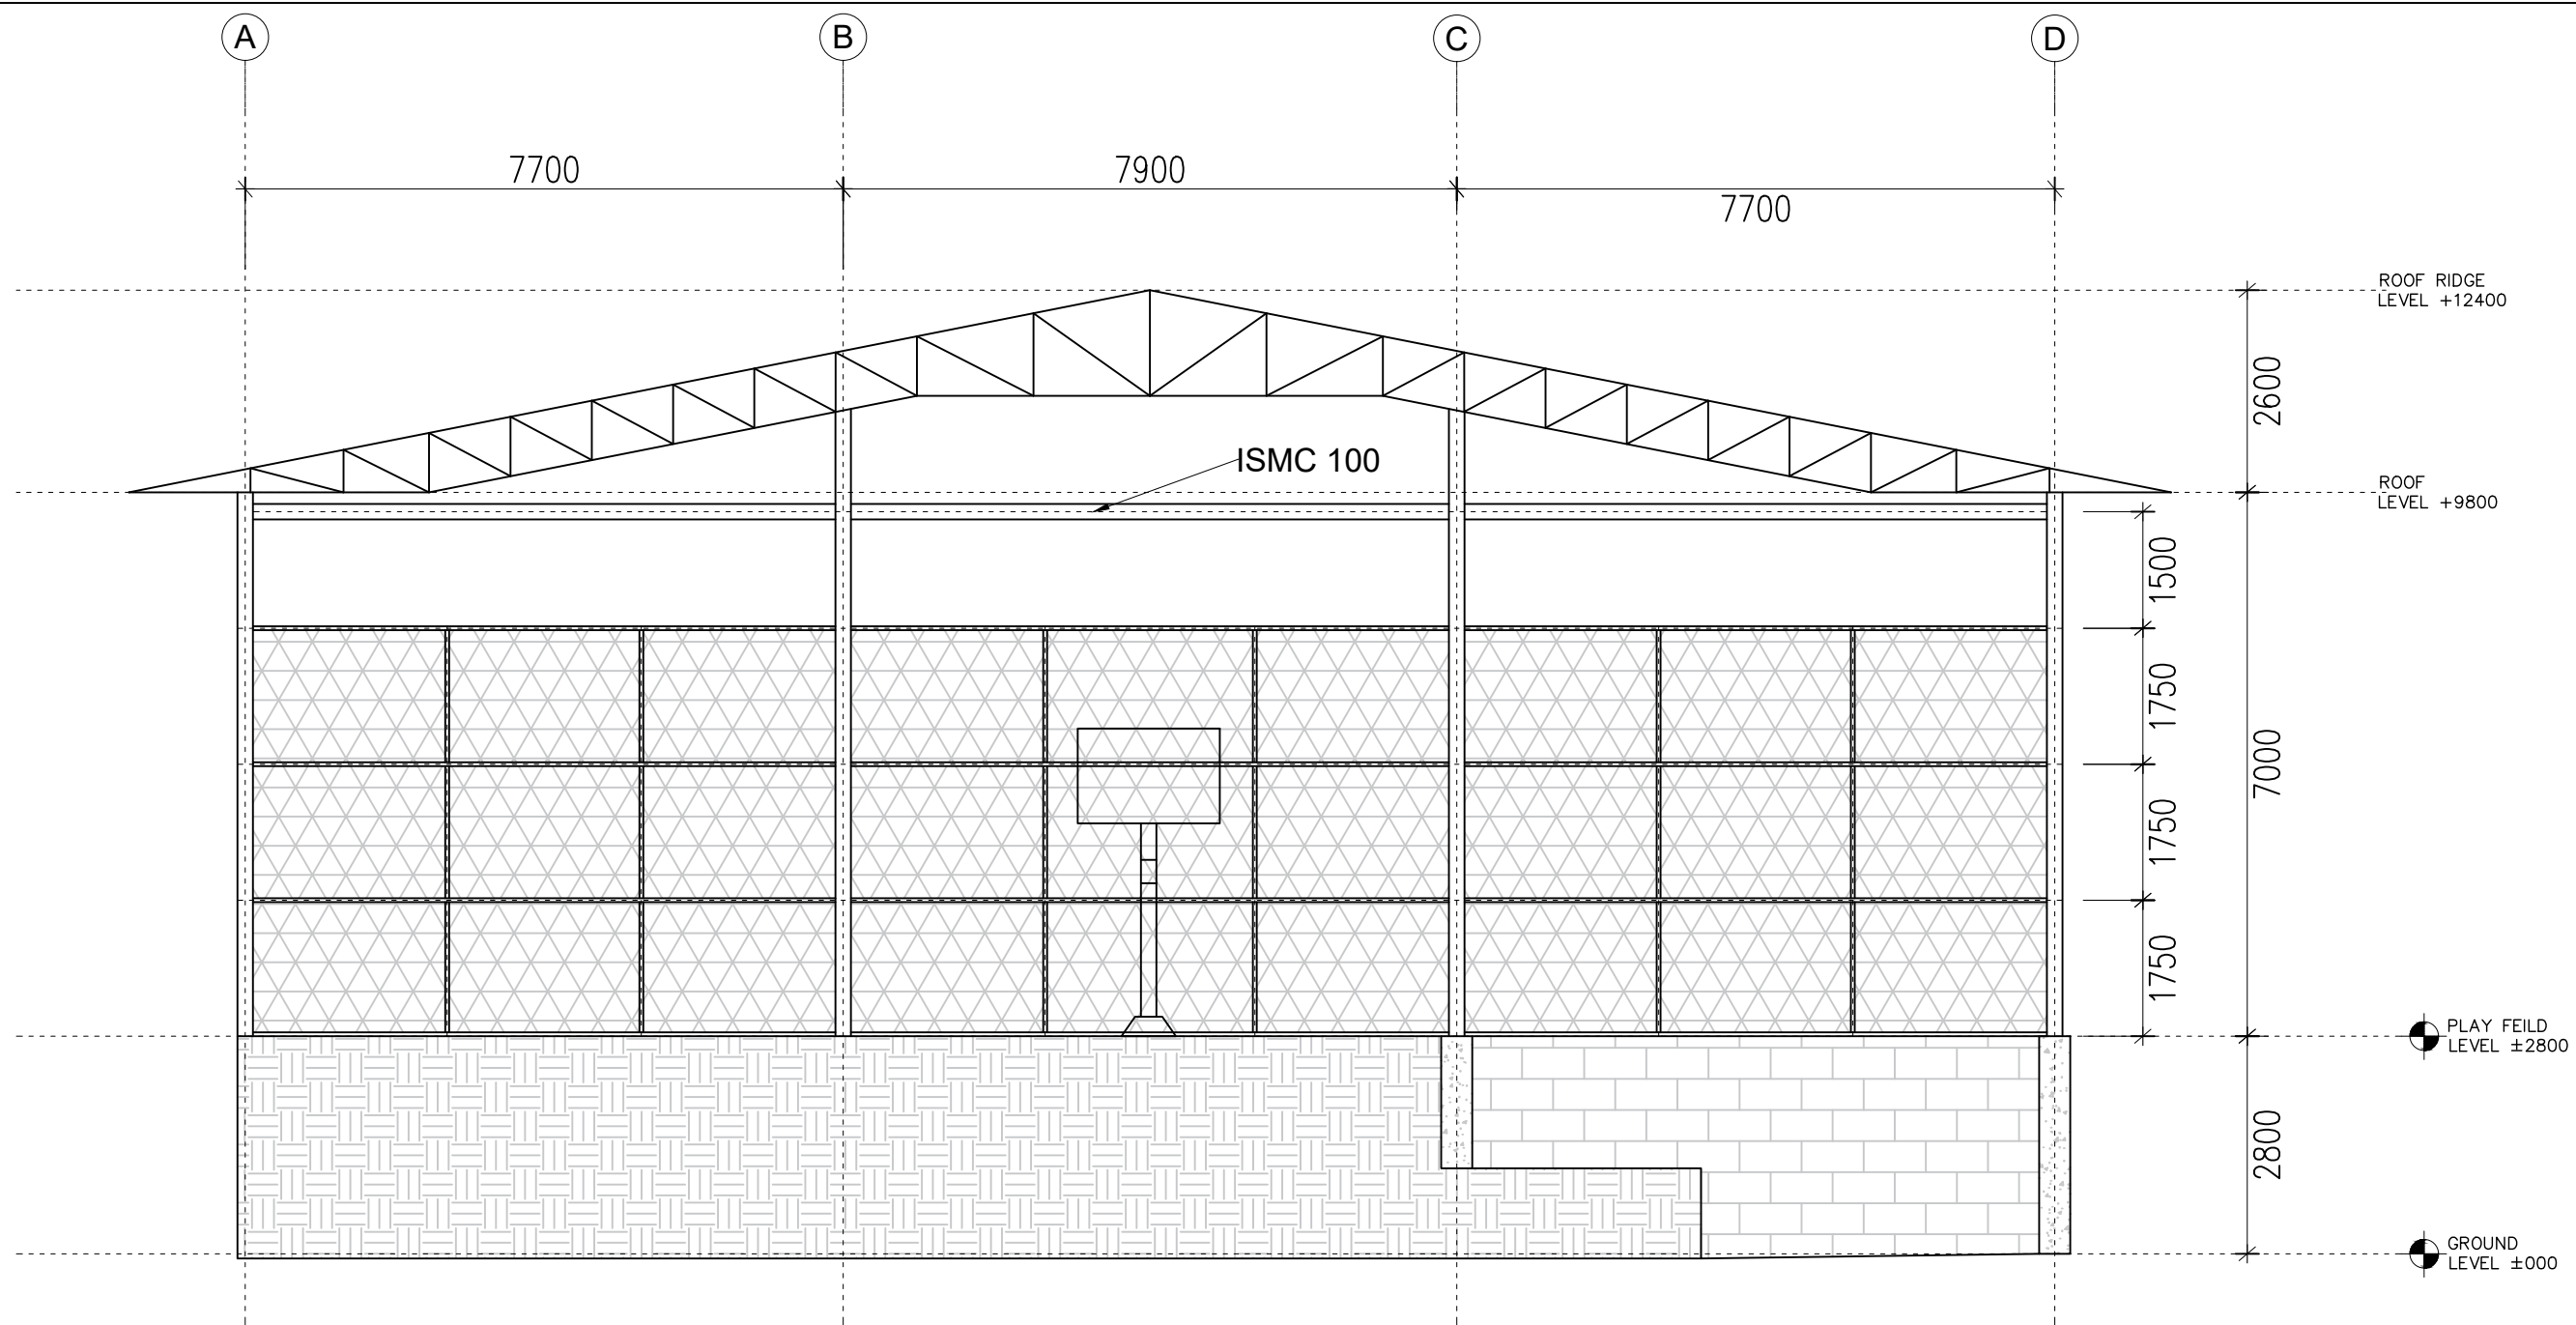 A
B
C
D
7700
7900
7700
ROOF RIDGE
LEVEL +12400
2600
ISMC 100
ROOF
LEVEL +9800
1500
1750
7000
1750
1750
PLAY FEILD
LEVEL ±2800
2800
GROUND
LEVEL ±000